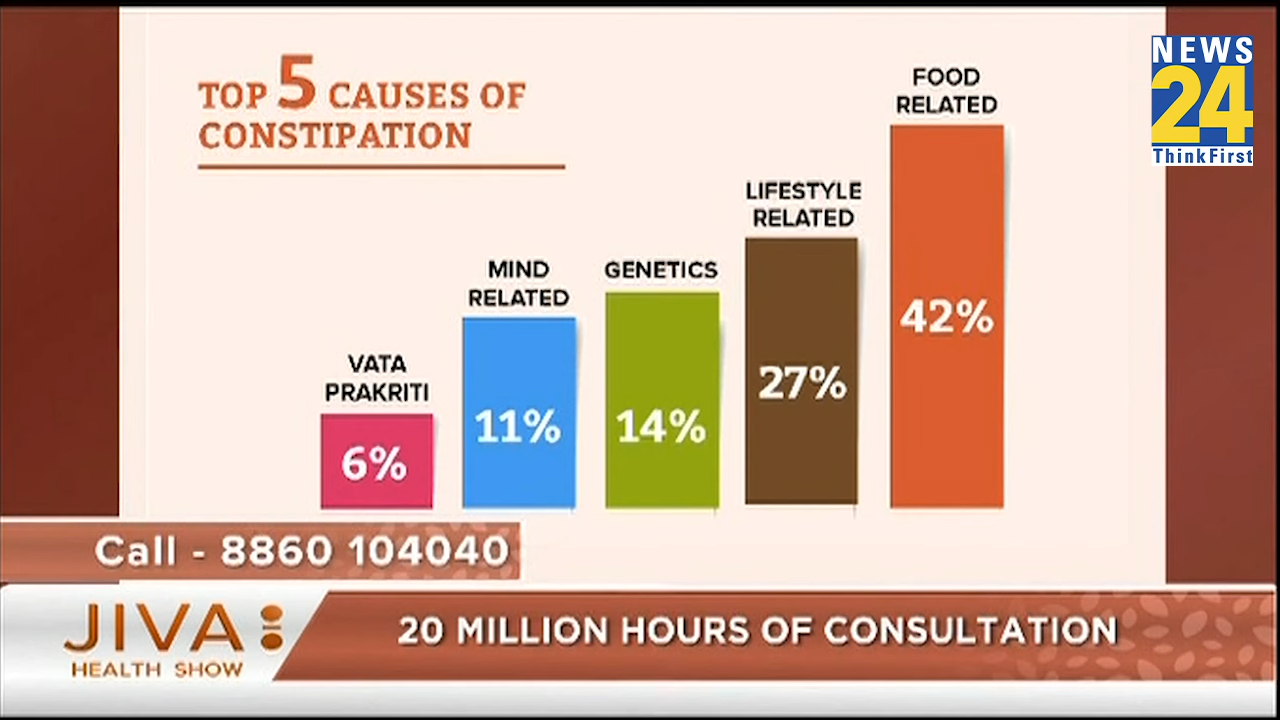 TOP 5 CAUSES OF
CONSTIPATION
NEWS
24
ThinkFirst
FOOD
RELATED
42%
LIFESTYLE
RELATED
27%
GENETICS
14%
MIND
RELATED
11%
VATA
PRAKRITI
6%
Call - 8860 104040
JIVA
HEALTH SHOW
20 MILLION HOURS OF CONSULTATION